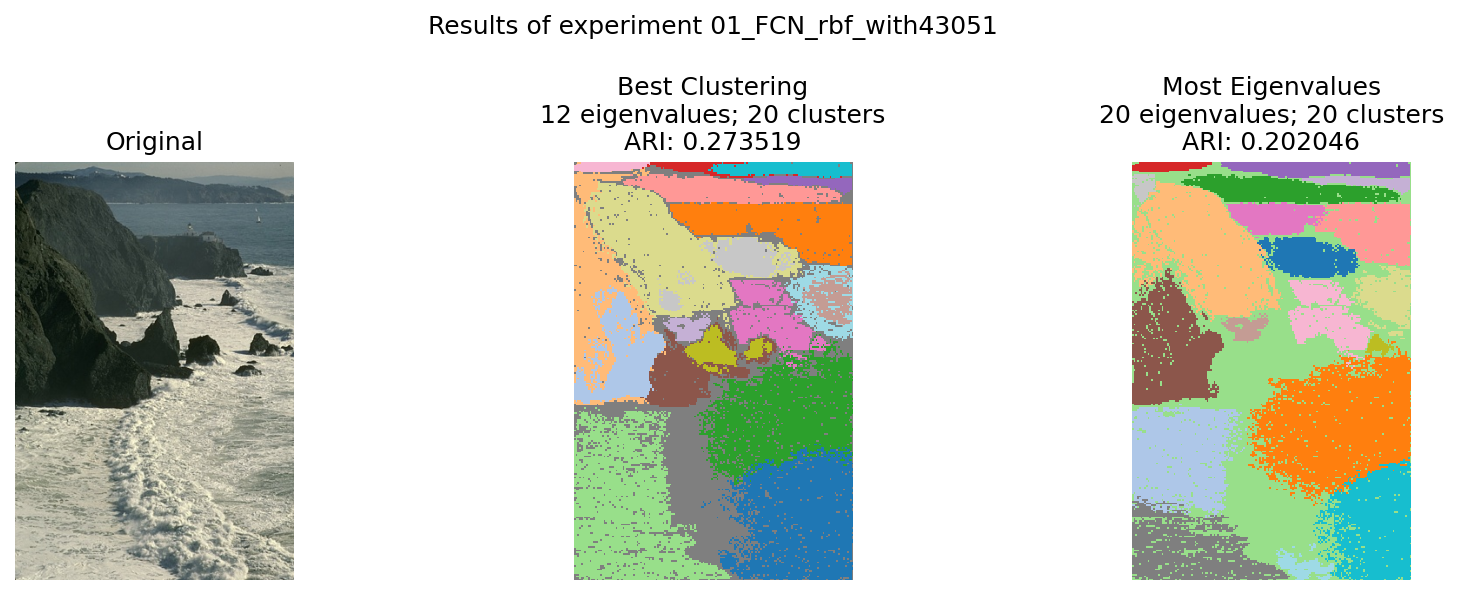 Results of experiment 01_FCN_rbf_with43051
Original
Best Clustering
12 eigenvalues; 20 clusters
ARI: 0.273519
Most Eigenvalues
20 eigenvalues; 20 clusters
ARI: 0.202046